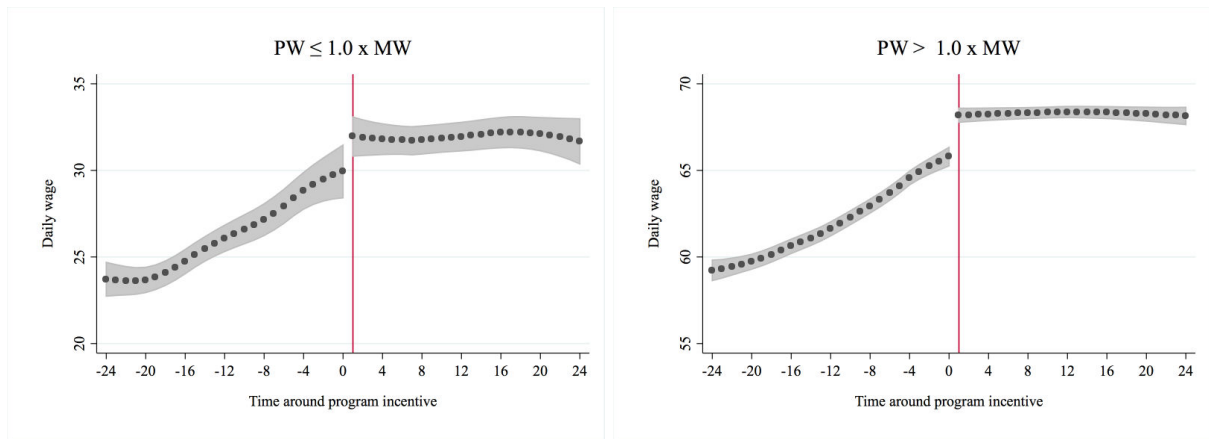 PW ≤ 1.0 x MW
35
30
25
20
Daily wage
-24 -20 -16 -12 -8 -4 0 4 8 12 16 20 24
Time around program incentive
PW > 1.0 x MW
70
65
60
55
Daily wage
-24 -20 -16 -12 -8 -4 0 4 8 12 16 20 24
Time around program incentive